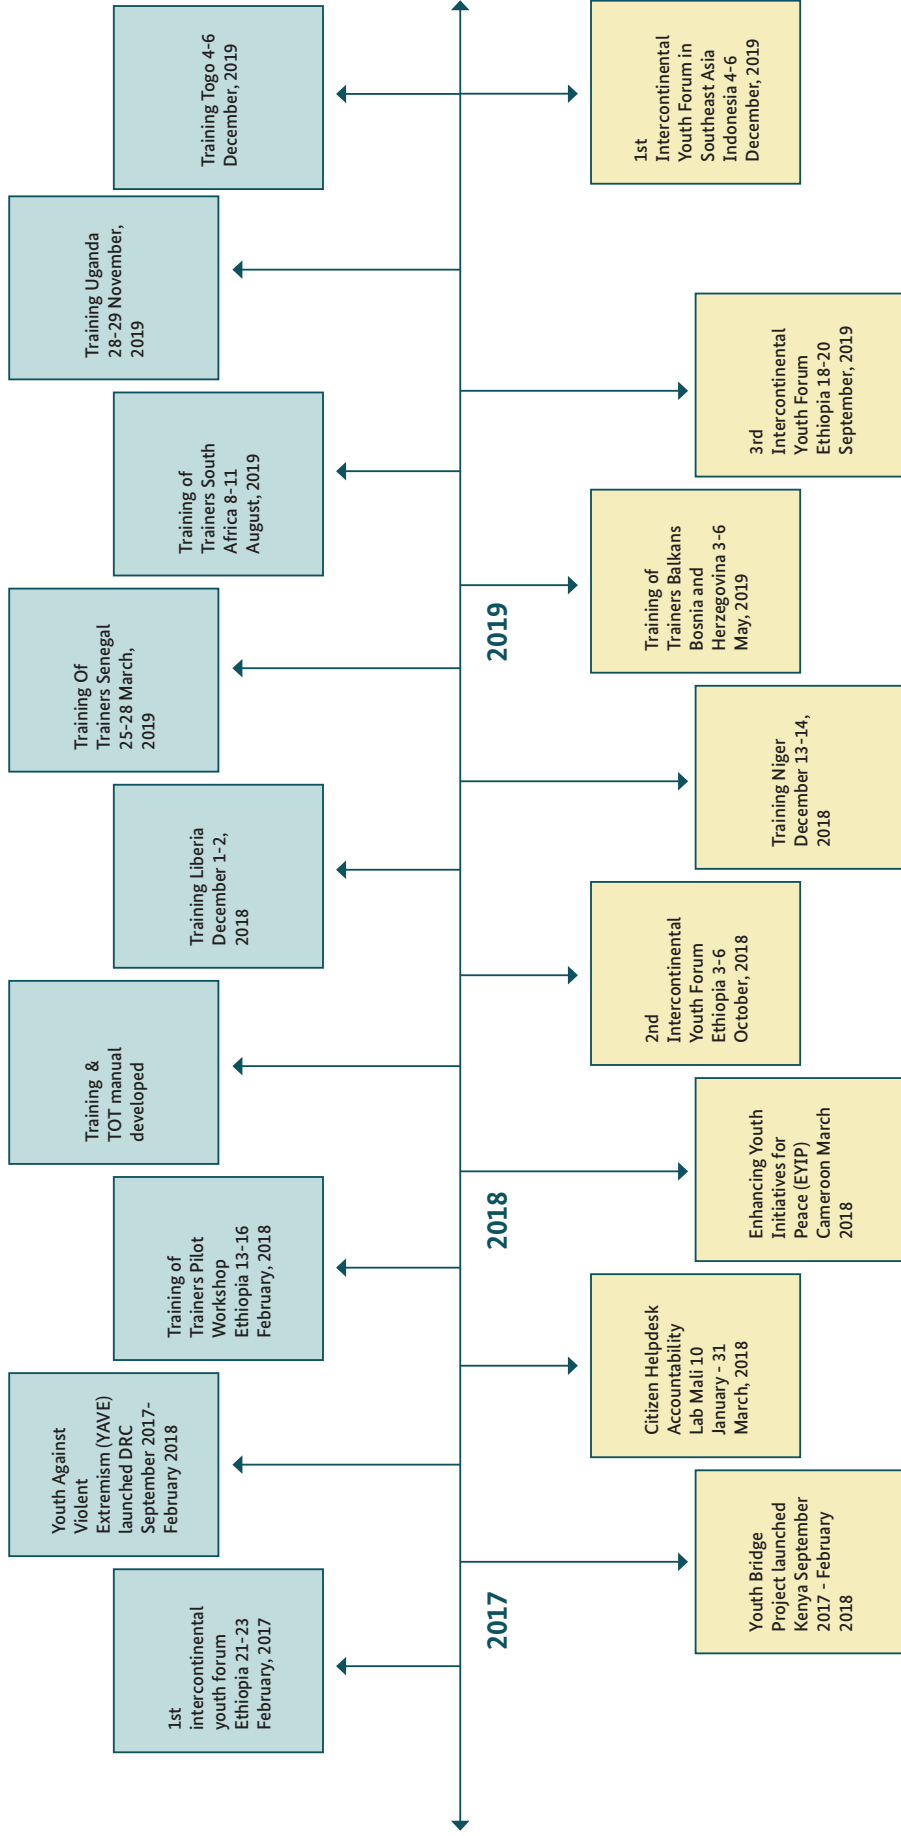 Youth Against
Violent
Extremism (YAVE)
launched DRC
September 2017-
February 2018
Training &
TOT manual
developed
Training Of
Trainers Senegal
25-28 March,
2019
Training Uganda
28-29 November,
2019
1st
intercontinental
youth forum
Ethiopia 21-23
February, 2017
Training of
Trainers Pilot
Workshop
Ethiopia 13-16
February, 2018
Training Liberia
December 1-2,
2018
Training of
Trainers South
Africa 8-11
August, 2019
Training Togo 4-6
December, 2019
2017
2018
2019
Citizen Helpdesk
Accountability
Lab Mali 10
January - 31
March, 2018
2nd
Intercontinental
Youth Forum
Ethiopia 3-6
October, 2018
Training of
Trainers Balkans
Bosnia and
Herzegovina 3-6
May, 2019
1st
Intercontinental
Youth Forum in
Southeast Asia
Indonesia 4-6
December, 2019
Youth Bridge
Project launched
Kenya September
2017 - February
2018
Enhancing Youth
Initiatives for
Peace (EYIP)
Cameroon March
2018
Training Niger
December 13-14,
2018
3rd
Intercontinental
Youth Forum
Ethiopia 18-20
September, 2019